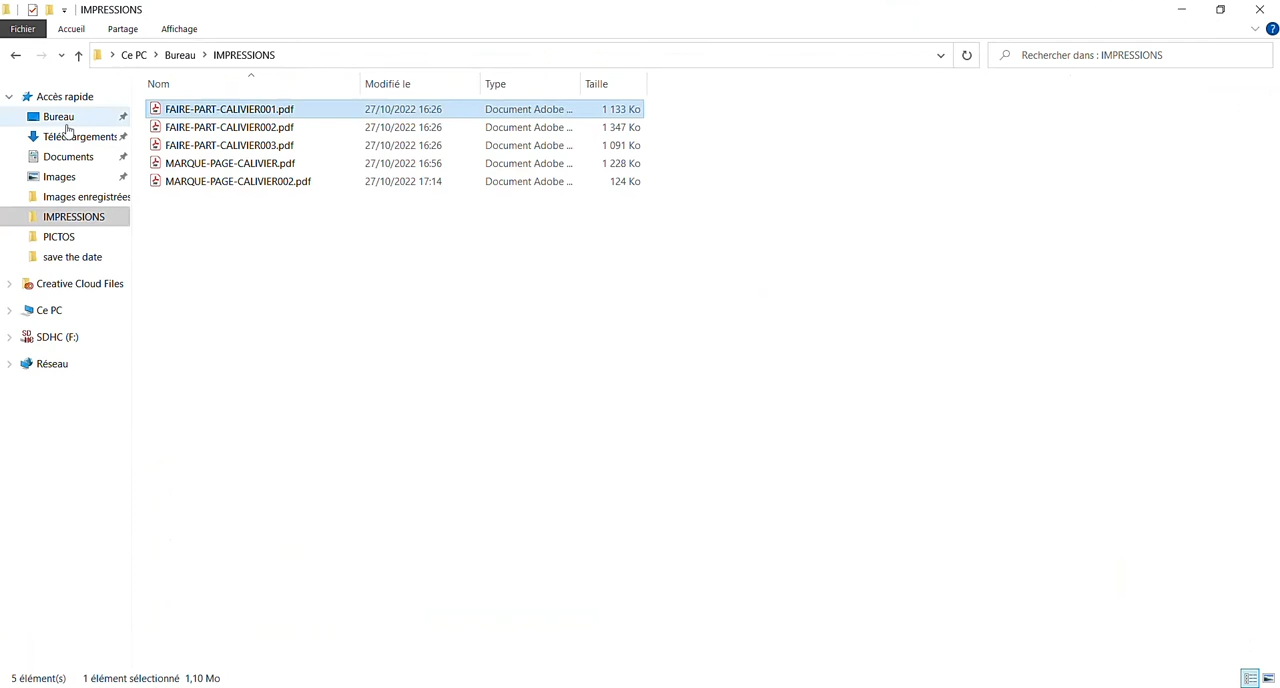 IMPRESSIONS
Fichier Accueil Partage Affichage
Ce PC > Bureau > IMPRESSIONS Rechercher dans : IMPRESSIONS
Nom Modifié le Type Taille
Accès rapide
Bureau
Téléchargements
Documents
Images
Images enregistrées
IMPRESSIONS
PICTOS
save the date
Creative Cloud Files
Ce PC
SDHC (F:)
Réseau
FAIRE-PART-CALIVIER001.pdf 27/10/2022 16:26 Document Adobe ... 1 133 Ko
FAIRE-PART-CALIVIER002.pdf 27/10/2022 16:26 Document Adobe ... 1 347 Ko
FAIRE-PART-CALIVIER003.pdf 27/10/2022 16:26 Document Adobe ... 1 091 Ko
MARQUE-PAGE-CALIVIER.pdf 27/10/2022 16:56 Document Adobe ... 1 228 Ko
MARQUE-PAGE-CALIVIER002.pdf 27/10/2022 17:14 Document Adobe ... 124 Ko
5 élément(s) 1 élément sélectionné 1,10 Mo